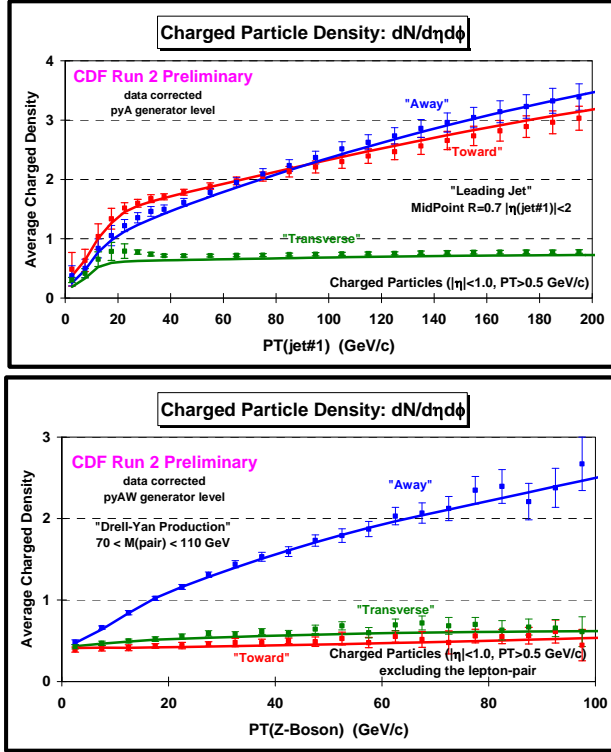 Charged Particle Density: dN/dηdφ
CDF Run 2 Preliminary
data corrected
pyA generator level
"Away"
"Toward"
"Leading Jet"
MidPoint R=0.7 |η(jet#1)|<2
"Transverse"
Charged Particles (|η|<1.0, PT>0.5 GeV/c)
Average Charged Density
4
3
2
1
0
0 20 40 60 80 100 120 140 160 180 200
PT(jet#1) (GeV/c)
Charged Particle Density: dN/dηdφ
CDF Run 2 Preliminary
data corrected
pyAW generator level
"Away"
"Drell-Yan Production"
70 < M(pair) < 110 GeV
"Transverse"
"Toward"
Charged Particles (|η|<1.0, PT>0.5 GeV/c)
excluding the lepton-pair
Average Charged Density
3
2
1
0
0 20 40 60 80 100
PT(Z-Boson) (GeV/c)